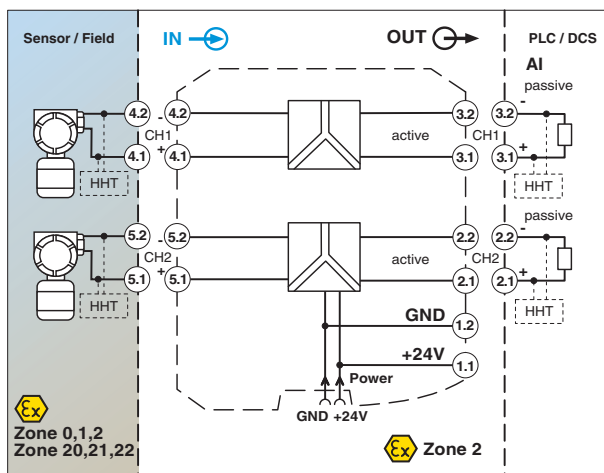 Sensor / Field
IN
OUT
PLC / DCS
AI
passive
4.2
-
4.2
3.2
3.2
-
CH1
active
CH1
4.1
+
4.1
3.1
3.1
+
HHT
HHT
passive
5.2
-
5.2
2.2
2.2
-
CH2
active
CH2
5.1
+
5.1
2.1
2.1
+
HHT
HHT
GND
1.2
+24V
1.1
Power
GND +24V
Ex
Zone 0,1,2
Zone 20,21,22
Ex
Zone 2